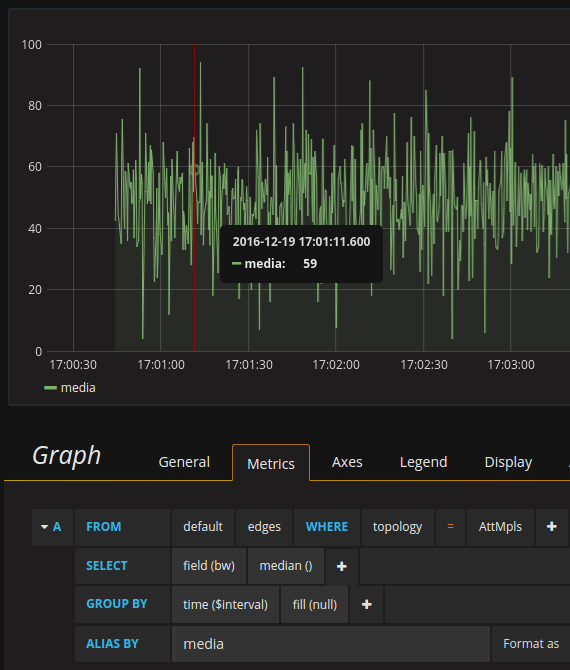 100
80
60
40
20
0
2016-12-19 17:01:11.600
media: 59
17:00:30 17:01:00 17:01:30 17:02:00 17:02:30 17:03:00
media
Graph General Metrics Axes Legend Display
A FROM default edges WHERE topology = AttMpls +
SELECT field (bw) median () +
GROUP BY time ($interval) fill (null) +
ALIAS BY media Format as